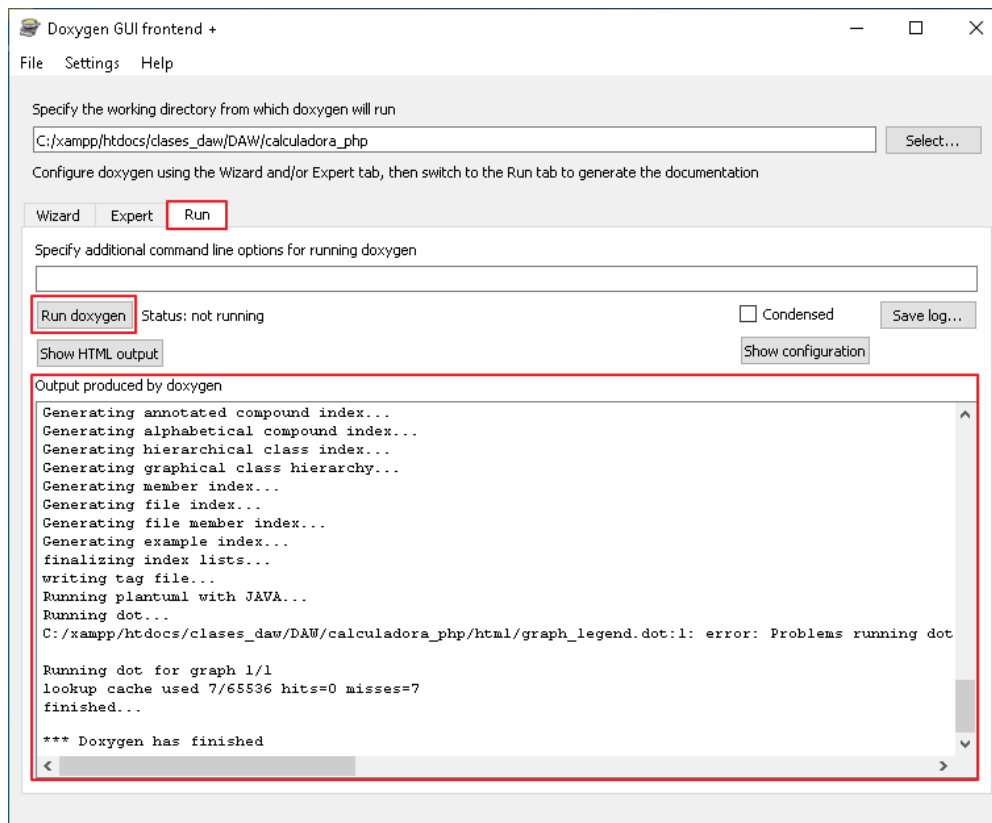 Doxygen GUI frontend +
File Settings Help
Specify the working directory from which doxygen will run
C:/xampp/htdocs/clases_daw/DAW/calculadora_php Select...
Configure doxygen using the Wizard and/or Expert tab, then switch to the Run tab to generate the documentation
Wizard Expert Run
Specify additional command line options for running doxygen
Run doxygen Status: not running Condensed Save log...
Show HTML output Show configuration
Output produced by doxygen
Generating annotated compound index...
Generating alphabetical compound index...
Generating hierarchical class index...
Generating graphical class hierarchy...
Generating member index...
Generating file index...
Generating file member index...
Generating example index...
finalizing index lists...
writing tag file...
Running plantuml with JAVA...
Running dot...
C:/xampp/htdocs/clases_daw/DAW/calculadora_php/html/graph_legend.dot:1: error: Problems running dot
Running dot for graph 1/1
lookup cache used 7/65536 hits=0 misses=7
finished...
*** Doxygen has finished